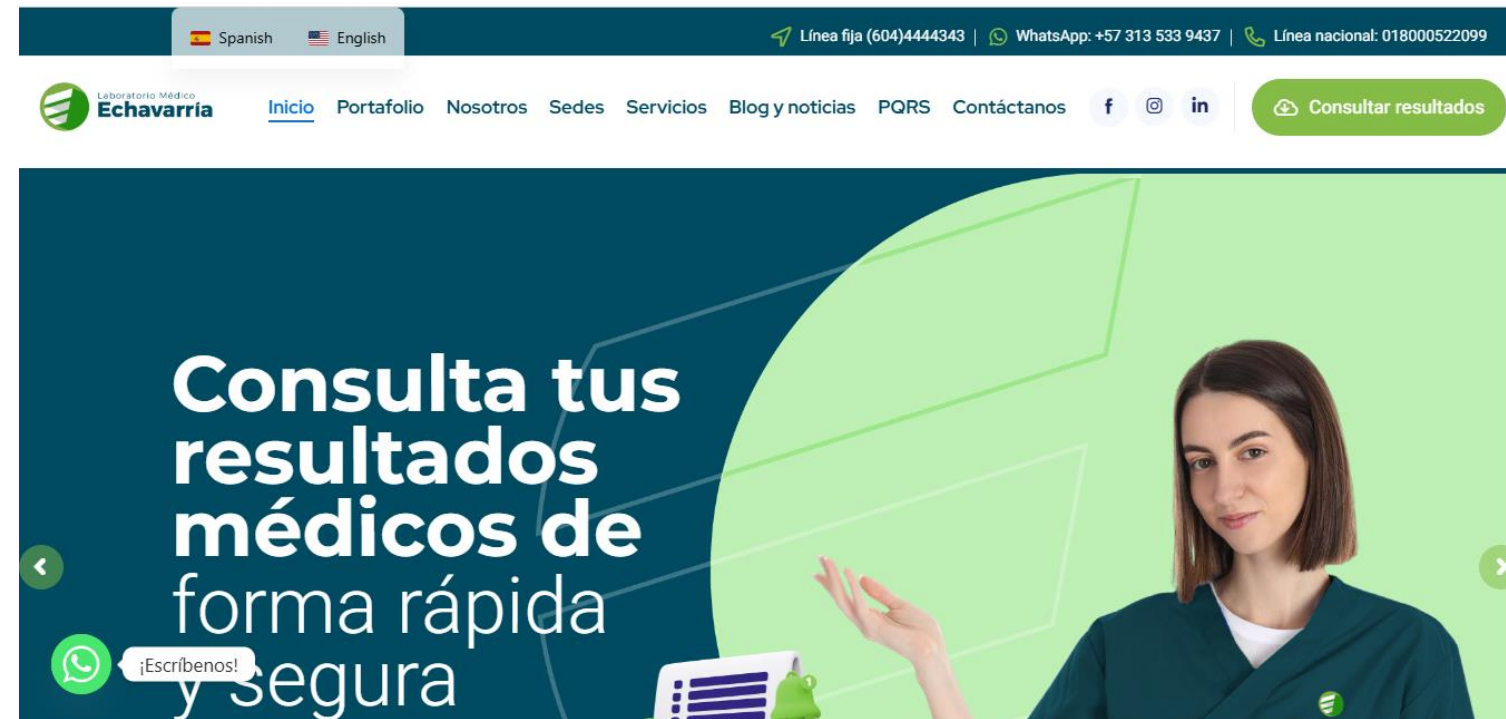 Spanish English
Línea fija (604)4444343 | WhatsApp: +57 313 533 9437 | Línea nacional: 018000522099
Laboratorio Médico
Echavarría
Inicio Portafolio Nosotros Sedes Servicios Blog y noticias PQRS Contáctanos f in Consultar resultados
Consulta tus
resultados
médicos de
forma rápida
y segura
¡Escríbenos!
1